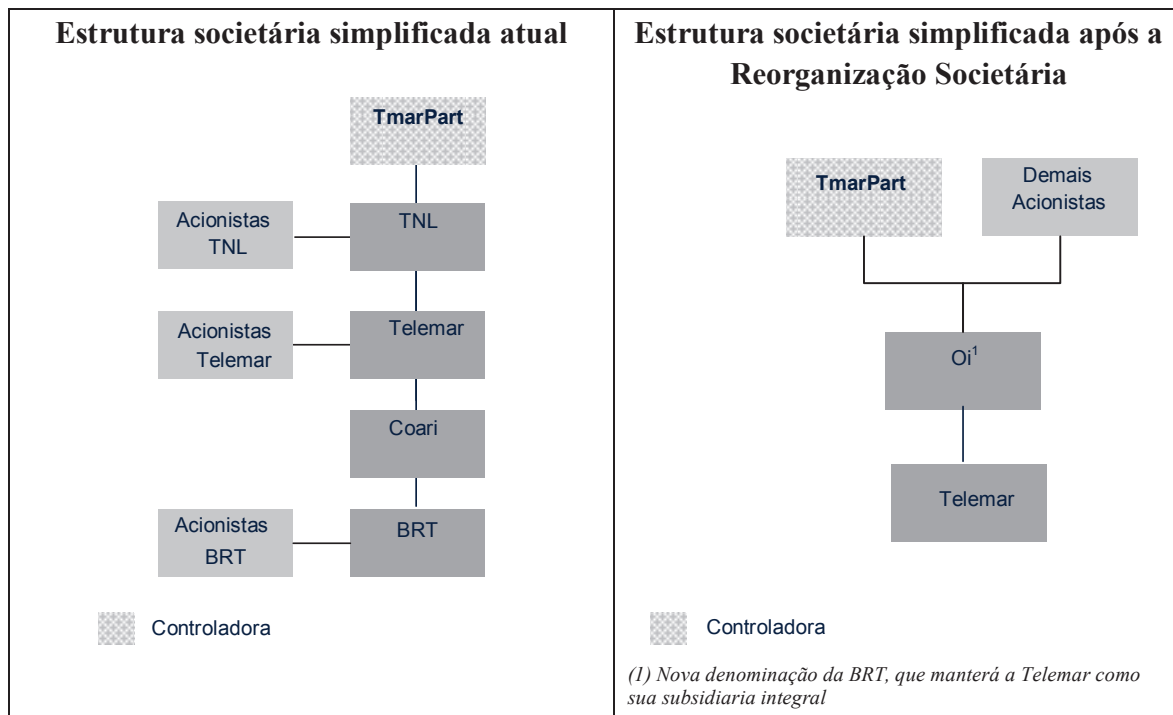 Estrutura societária simplificada atual
TmarPart
Acionistas
TNL
TNL
Acionistas
Telemar
Telemar
Coari
Acionistas
BRT
BRT
Controladora
Estrutura societária simplificada após a
Reorganização Societária
TmarPart
Demais
Acionistas
Oi¹
Telemar
Controladora
(1) Nova denominação da BRT, que manterá a Telemar como
sua subsidiaria integral